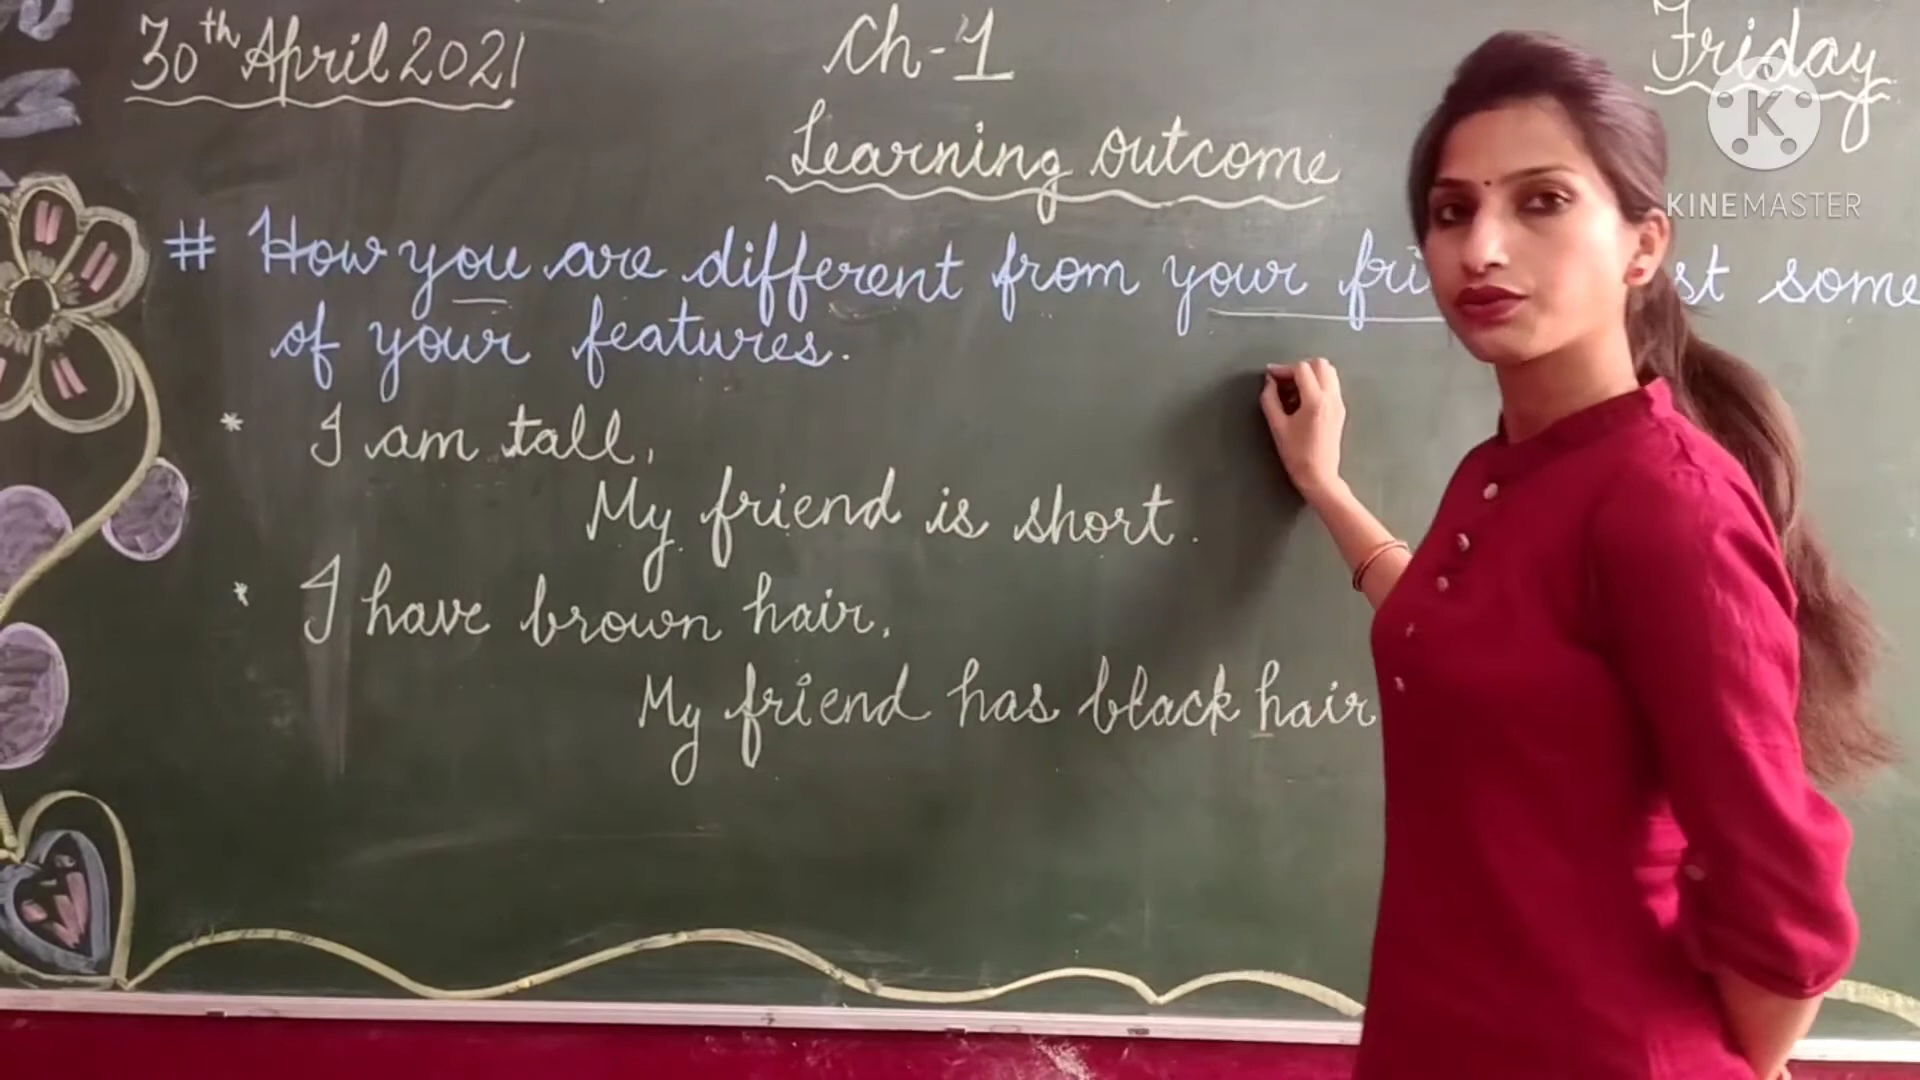 30th April 2021
Ch-1
Friday
Learning outcome
# How you are different from your some
of your features.
* I am tall,
My friend is short.
* I have brown hair,
My friend has black hair
K
KINEMASTER